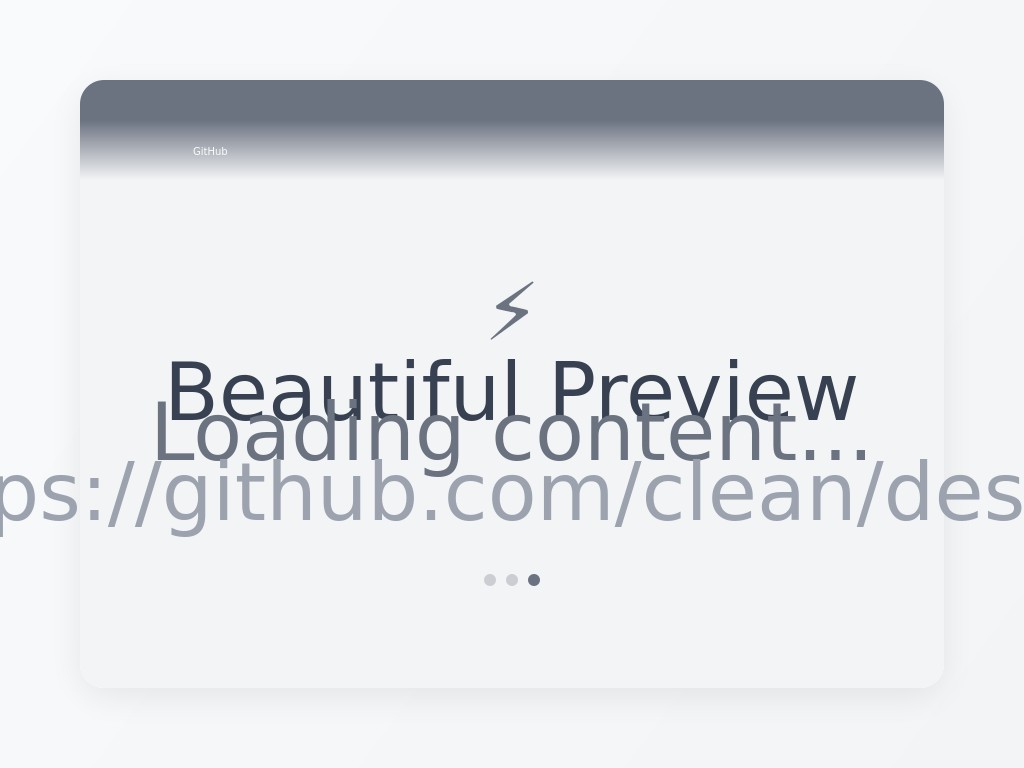 GitHub
⚡
Beautiful Preview
Loading content...
ps://github.com/clean/des